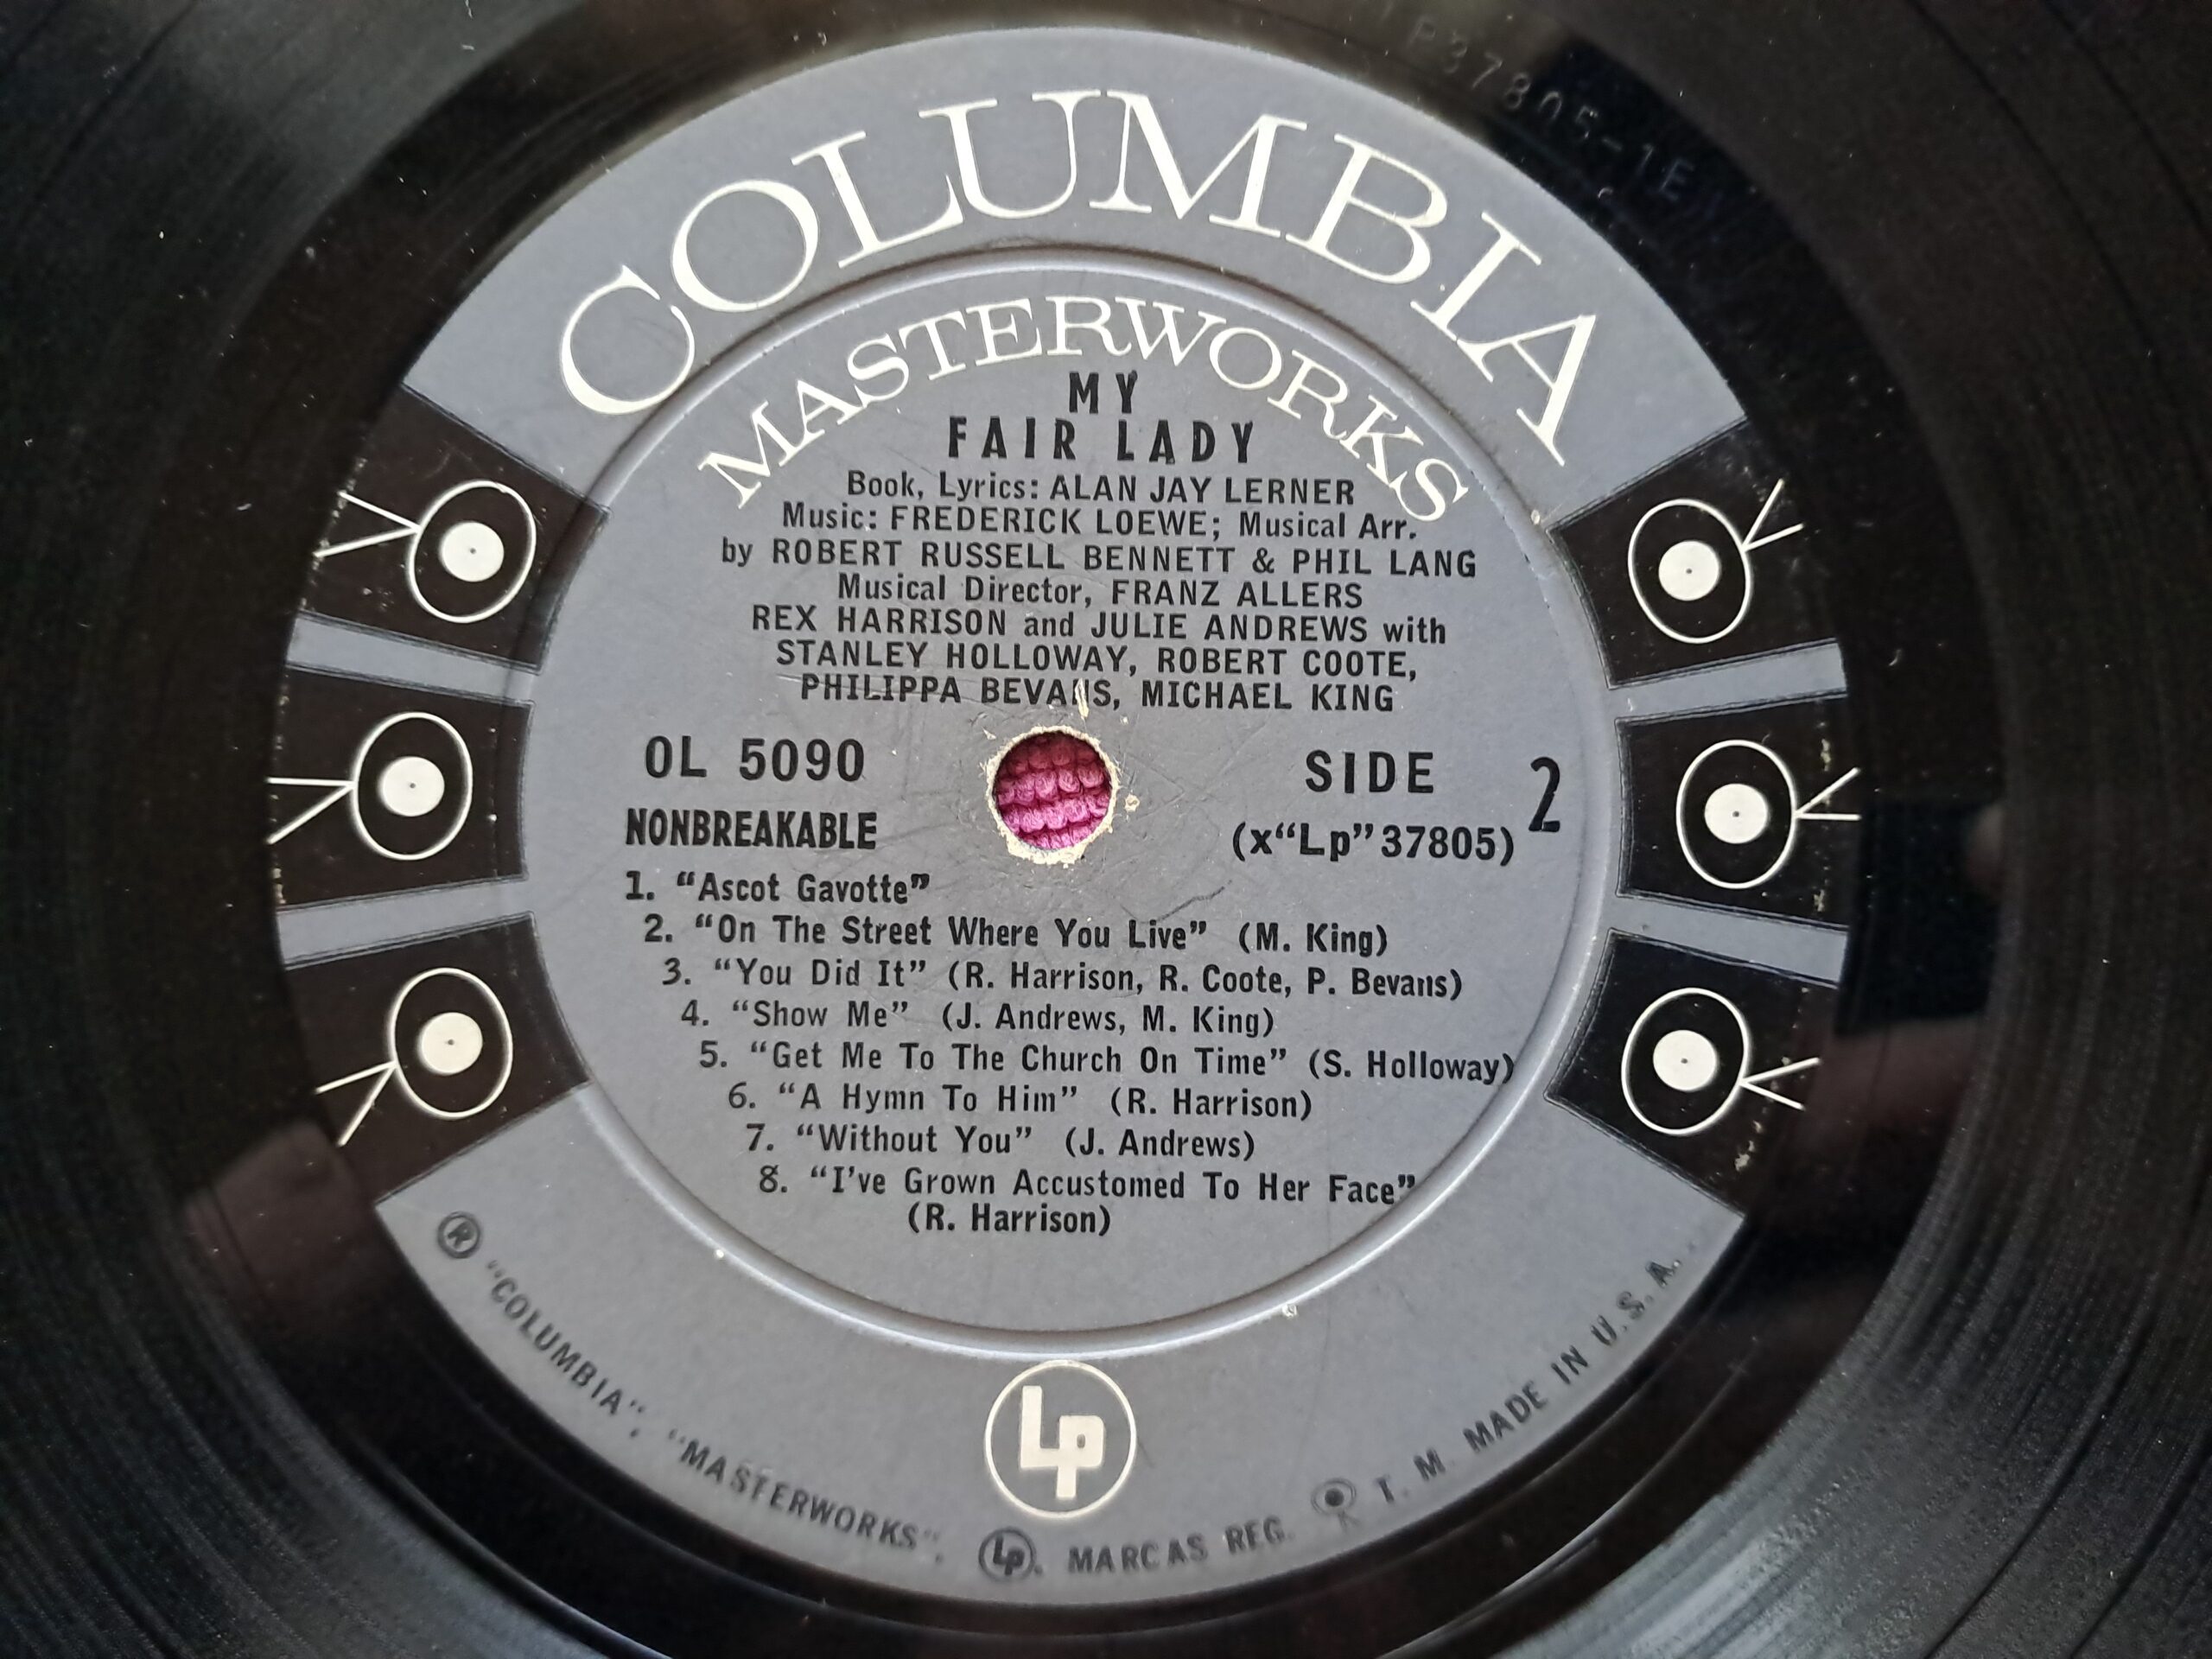 P37805-1E
COLUMBIA
MASTERWORKS
MY
FAIR LADY
Book, Lyrics: ALAN JAY LERNER
Music: FREDERICK LOEWE; Musical Arr.
by ROBERT RUSSELL BENNETT & PHIL LANG
Musical Director, FRANZ ALLERS
REX HARRISON and JULIE ANDREWS with
STANLEY HOLLOWAY, ROBERT COOTE,
PHILIPPA BEVANS, MICHAEL KING
OL 5090 SIDE 2
NONBREAKABLE (x“Lp”37805)
1. “Ascot Gavotte”
2. “On The Street Where You Live” (M. King)
3. “You Did It” (R. Harrison, R. Coote, P. Bevans)
4. “Show Me” (J. Andrews, M. King)
5. “Get Me To The Church On Time” (S. Holloway)
6. “A Hymn To Him” (R. Harrison)
7. “Without You” (J. Andrews)
8. “I've Grown Accustomed To Her Face”
(R. Harrison)
Lp
® "COLUMBIA", "MASTERWORKS", Lp. MARCAS REG. T. M. MADE IN U.S.A.